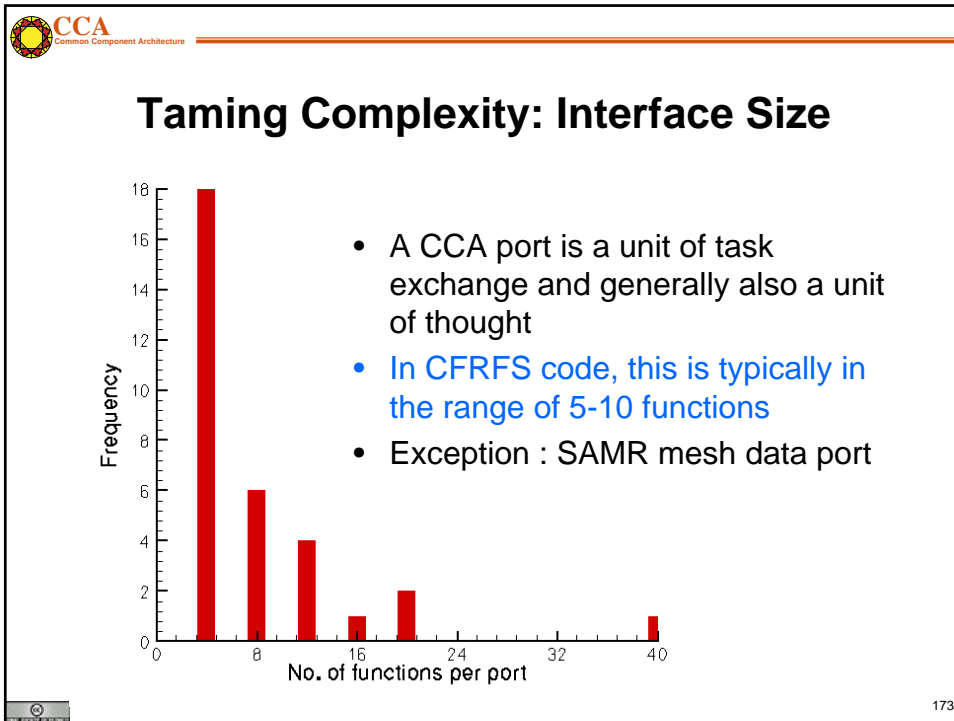 CCA
Common Component Architecture
Taming Complexity: Interface Size
18
16
14
12
10
8
6
4
2
0
Frequency
• A CCA port is a unit of task
exchange and generally also a unit
of thought
• In CFRFS code, this is typically in
the range of 5-10 functions
• Exception : SAMR mesh data port
0 8 16 24 32 40
No. of functions per port
cc
173